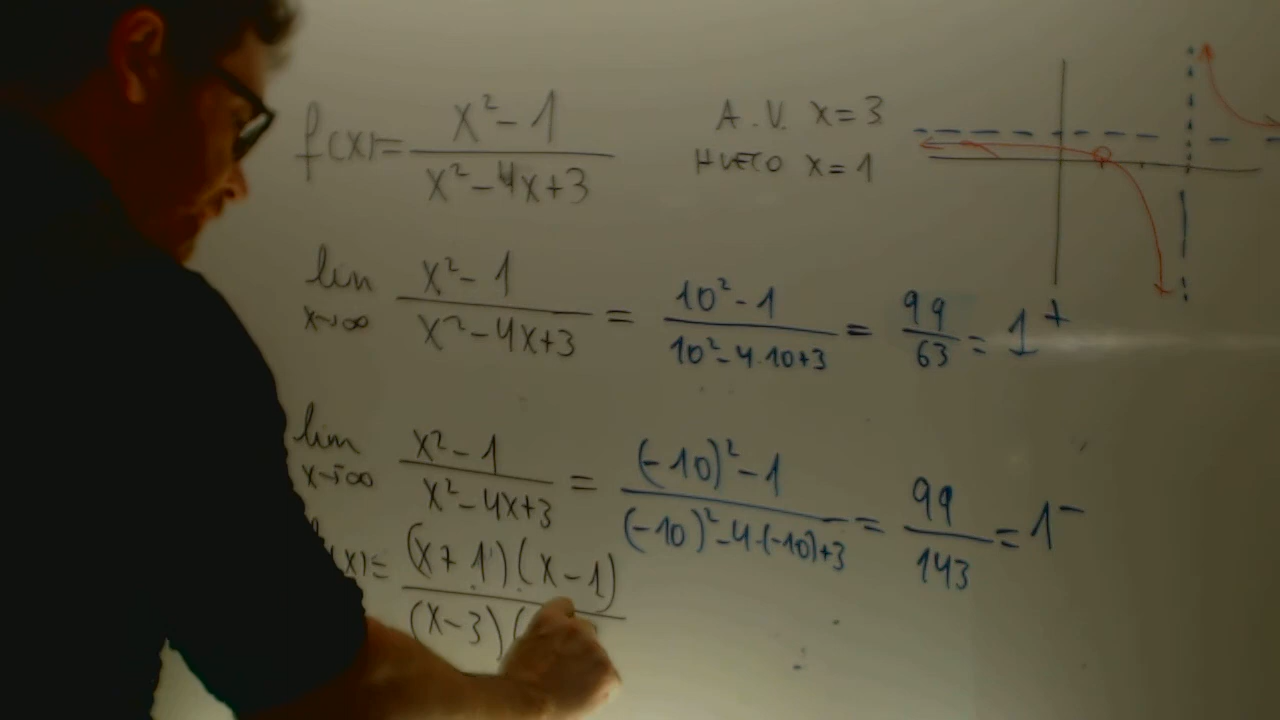 f(x)= x²-1 / x²-4x+3
A.V. x=3
HUECO x=1
lim x→∞ x²-1 / x²-4x+3 = 10²-1 / 10²-4·10+3 = 99/63 = 1⁺
lim x→-∞ x²-1 / x²-4x+3 = (-10)²-1 / (-10)²-4·(-10)+3 = 99/143 = 1⁻
(x)= (x+1)(x-1) / (x-3)(